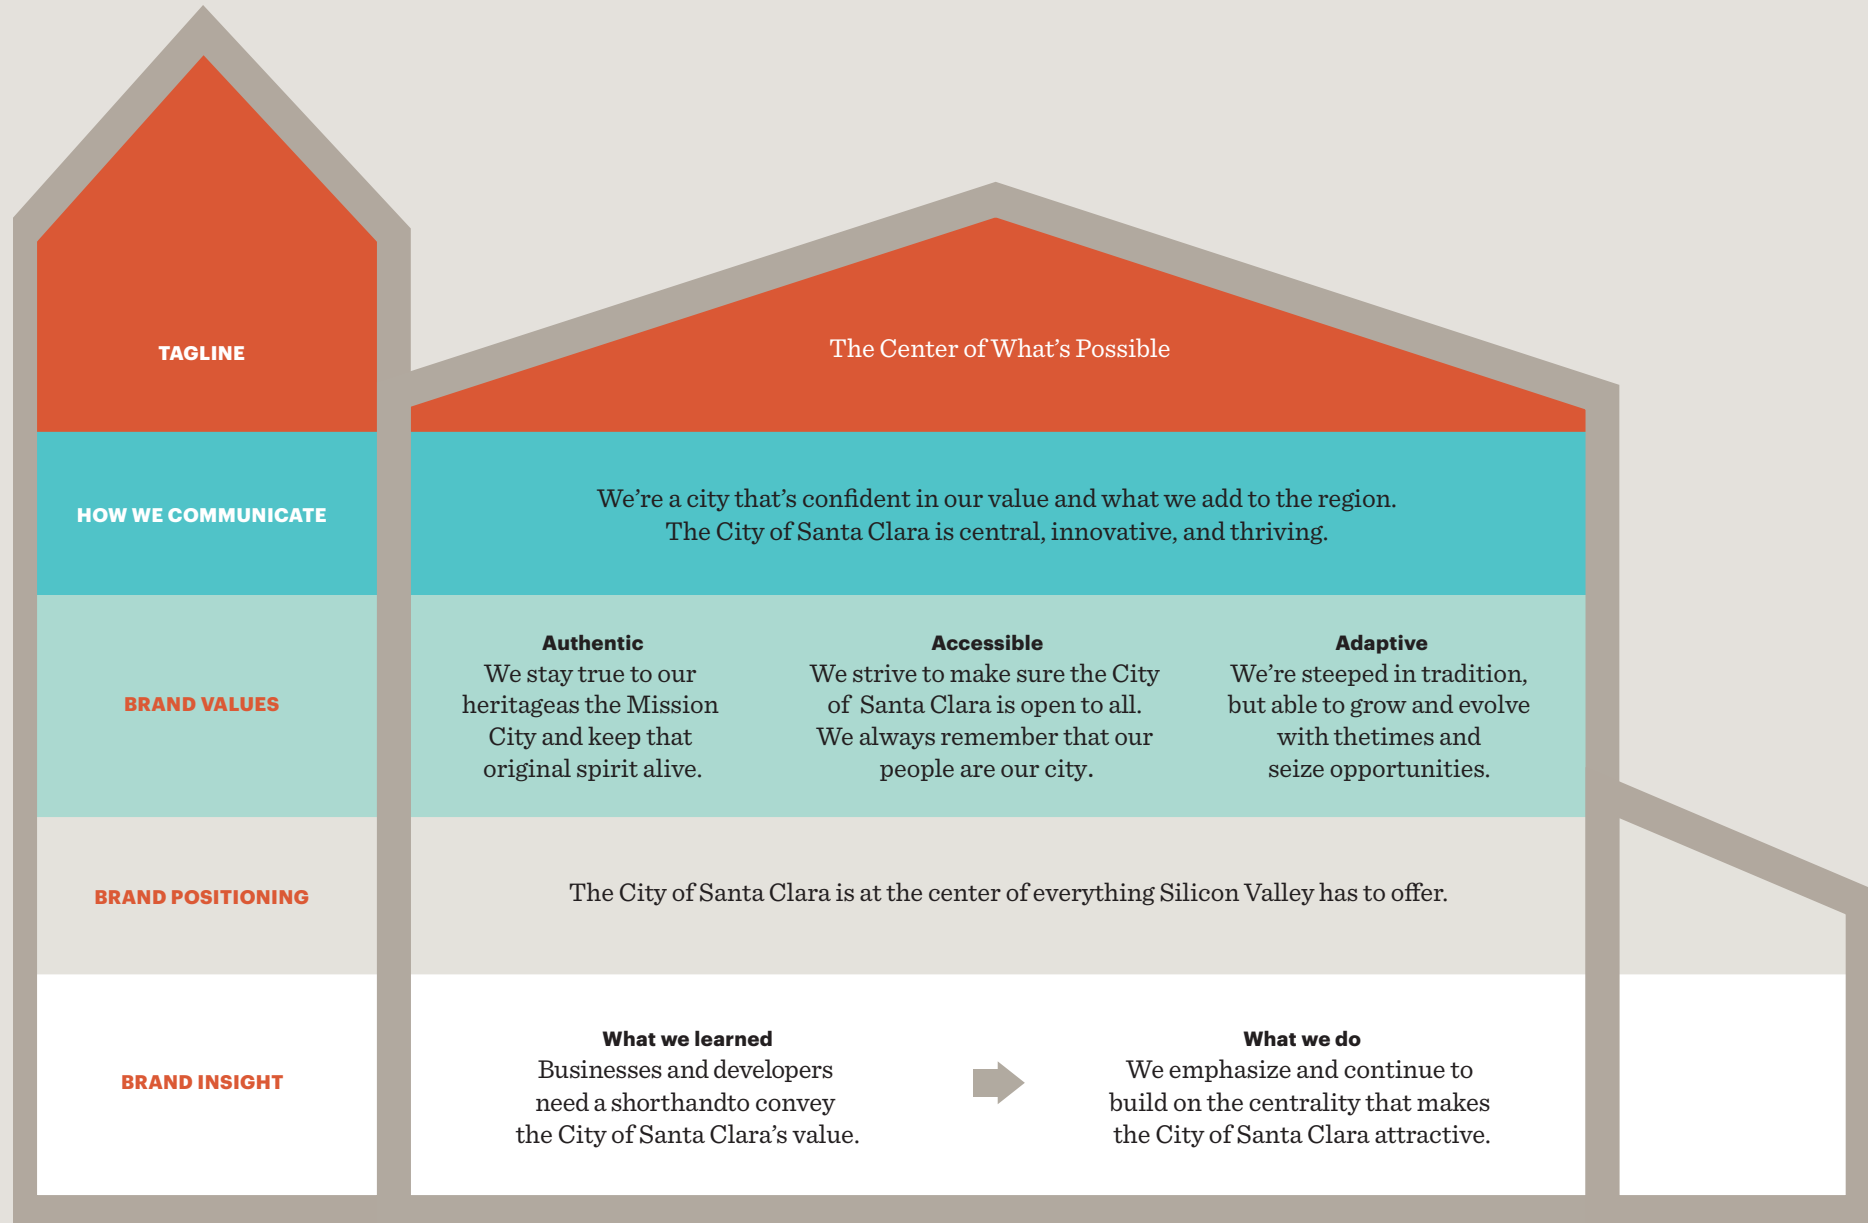 TAGLINE
The Center of What's Possible
HOW WE COMMUNICATE
We're a city that's confident in our value and what we add to the region.
The City of Santa Clara is central, innovative, and thriving.
BRAND VALUES
Authentic
We stay true to our
heritageas the Mission
City and keep that
original spirit alive.
Accessible
We strive to make sure the City
of Santa Clara is open to all.
We always remember that our
people are our city.
Adaptive
We're steeped in tradition,
but able to grow and evolve
with thetimes and
seize opportunities.
BRAND POSITIONING
The City of Santa Clara is at the center of everything Silicon Valley has to offer.
BRAND INSIGHT
What we learned
Businesses and developers
need a shorthandto convey
the City of Santa Clara's value.
What we do
We emphasize and continue to
build on the centrality that makes
the City of Santa Clara attractive.